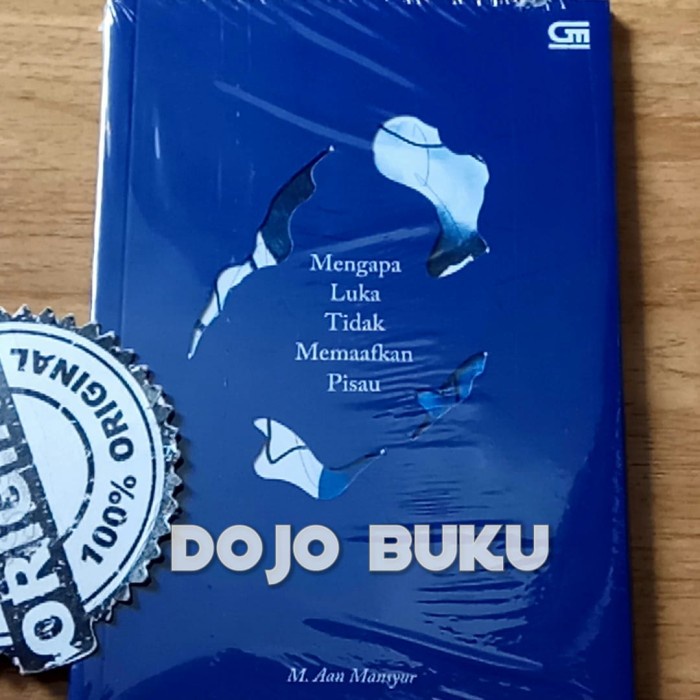 GM
Mengapa
Luka
Tidak
Memaafkan
Pisau
DOJO BUKU
M. Aan Mansyur
100% ORIGINAL
ORIGINAL